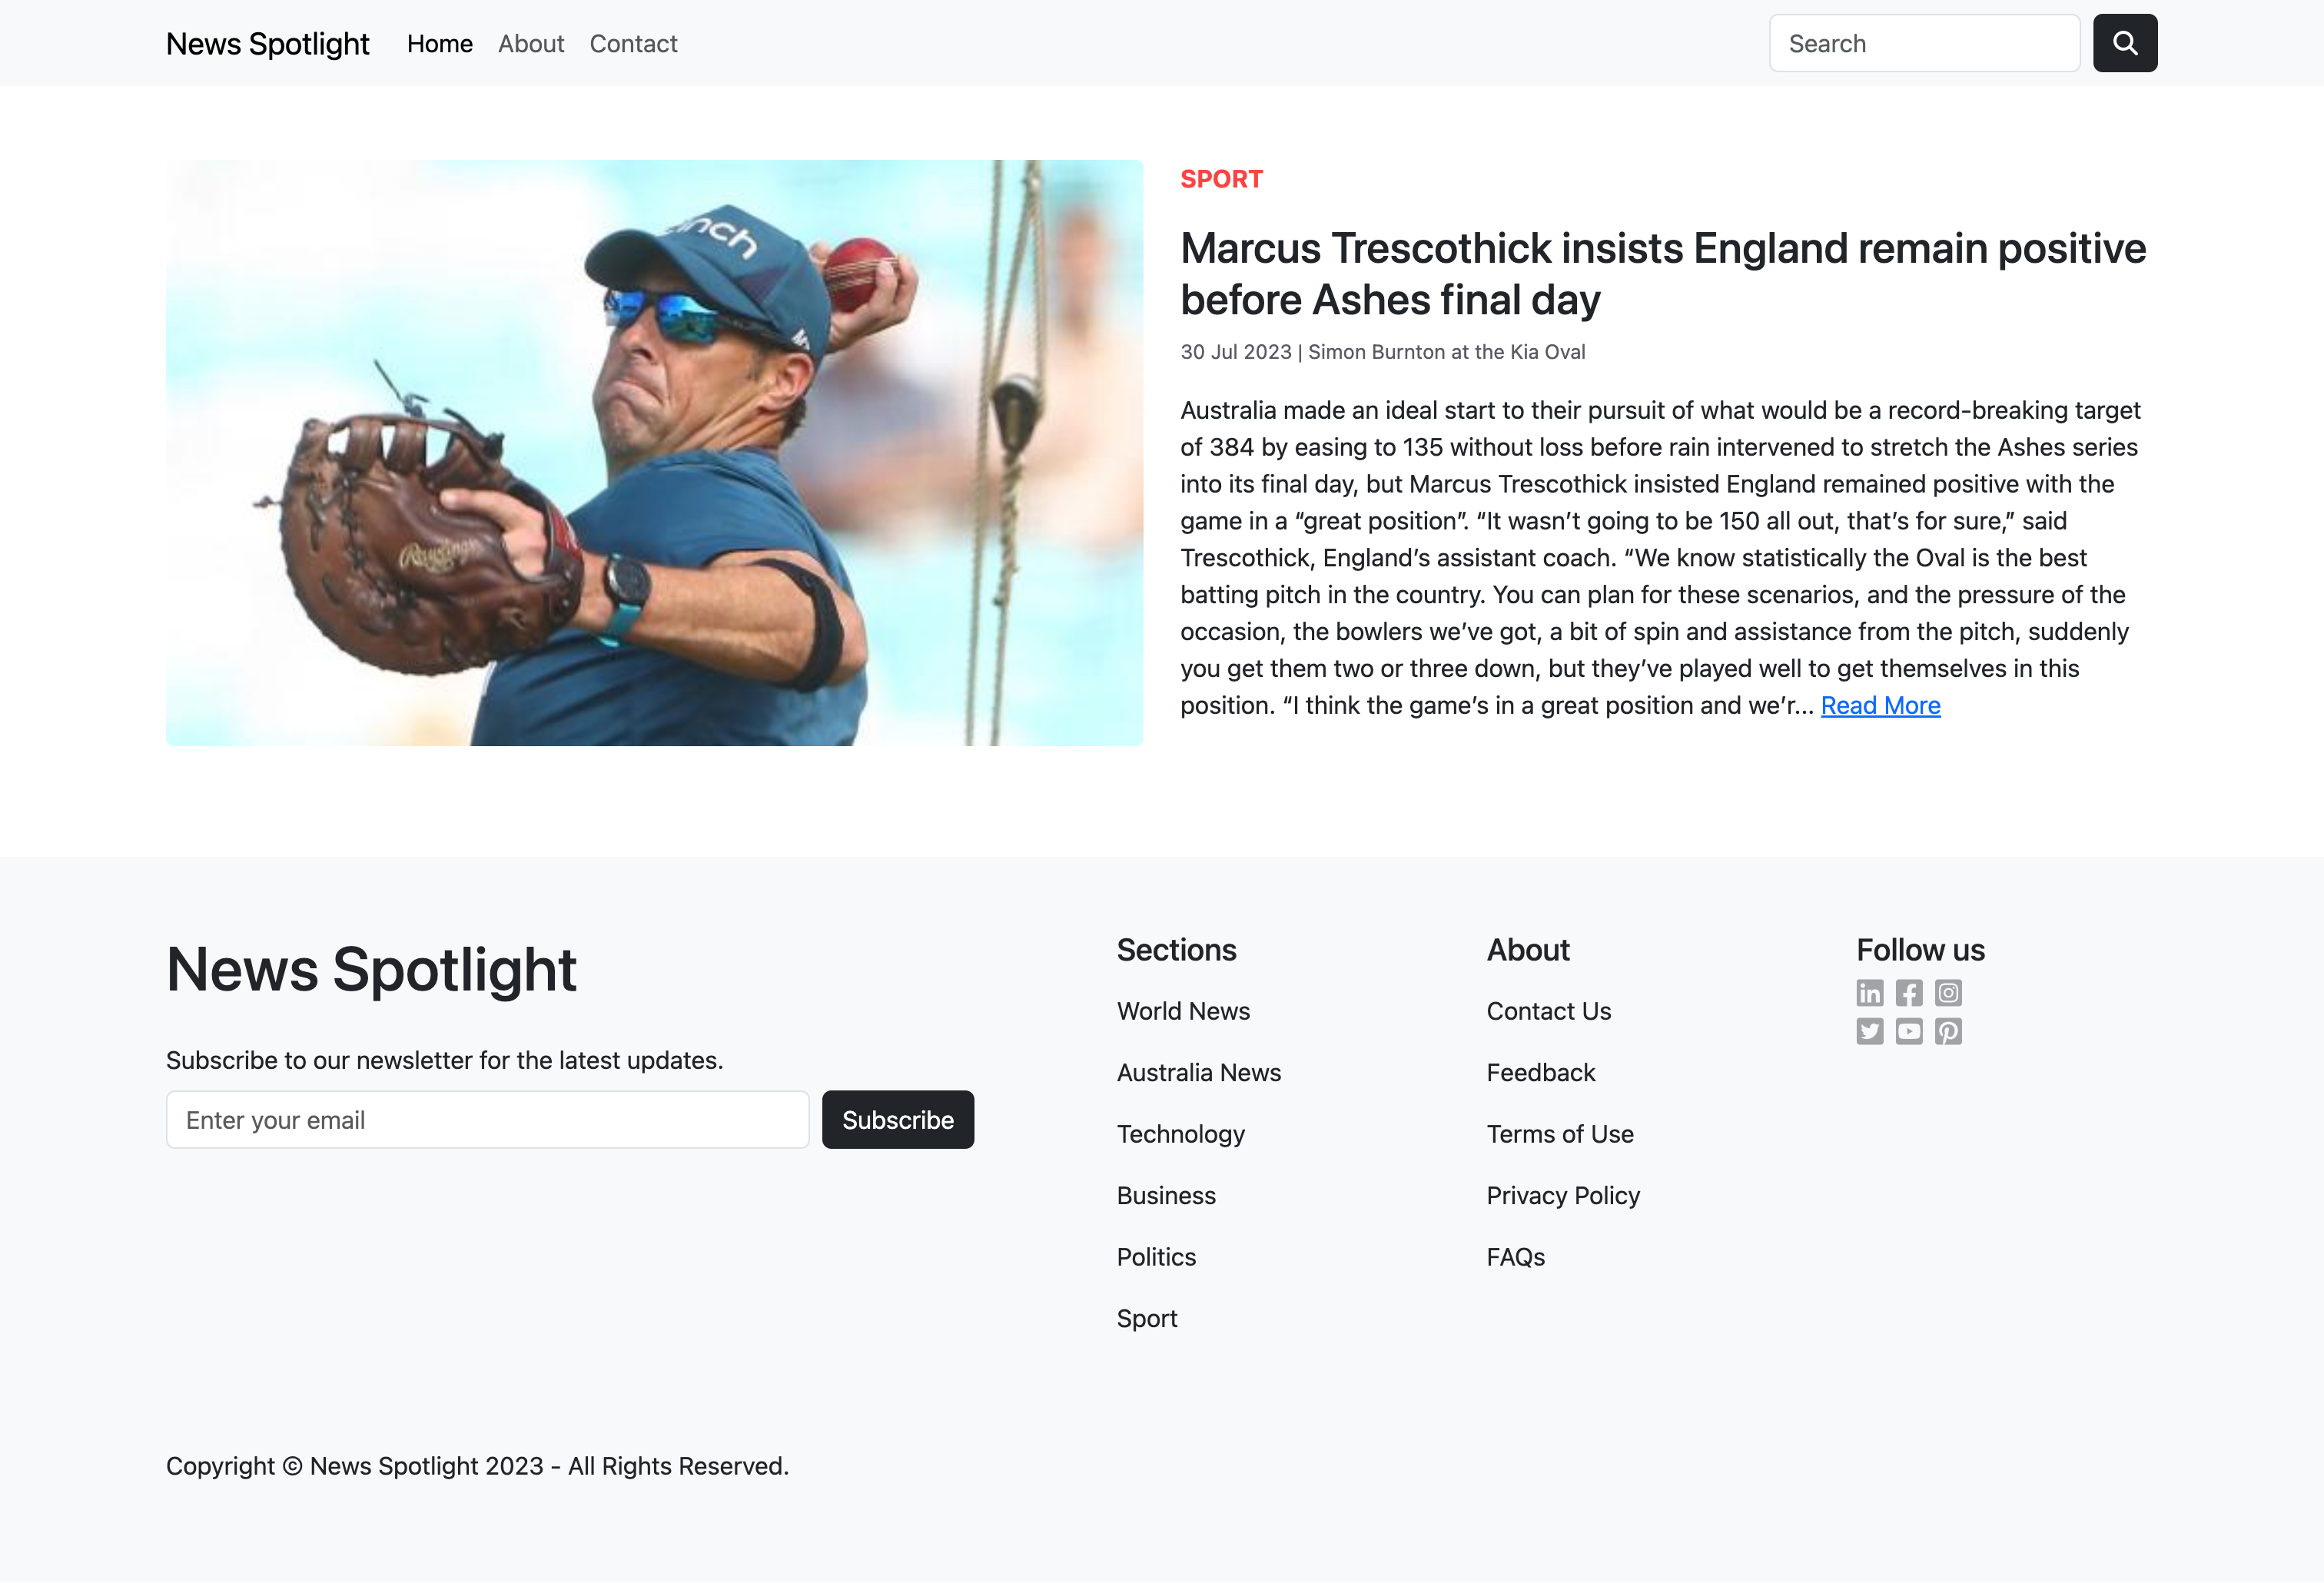 News Spotlight Home About Contact Search
SPORT
cinch
Marcus Trescothick insists England remain positive
before Ashes final day
30 Jul 2023 | Simon Burnton at the Kia Oval
Australia made an ideal start to their pursuit of what would be a record-breaking target
of 384 by easing to 135 without loss before rain intervened to stretch the Ashes series
into its final day, but Marcus Trescothick insisted England remained positive with the
game in a “great position”. “It wasn’t going to be 150 all out, that’s for sure,” said
Trescothick, England’s assistant coach. “We know statistically the Oval is the best
batting pitch in the country. You can plan for these scenarios, and the pressure of the
occasion, the bowlers we’ve got, a bit of spin and assistance from the pitch, suddenly
you get them two or three down, but they’ve played well to get themselves in this
position. “I think the game’s in a great position and we’r... Read More
Rawlings
News Spotlight
Subscribe to our newsletter for the latest updates.
Enter your email Subscribe
Sections
World News
Australia News
Technology
Business
Politics
Sport
About
Contact Us
Feedback
Terms of Use
Privacy Policy
FAQs
Follow us
Copyright © News Spotlight 2023 - All Rights Reserved.